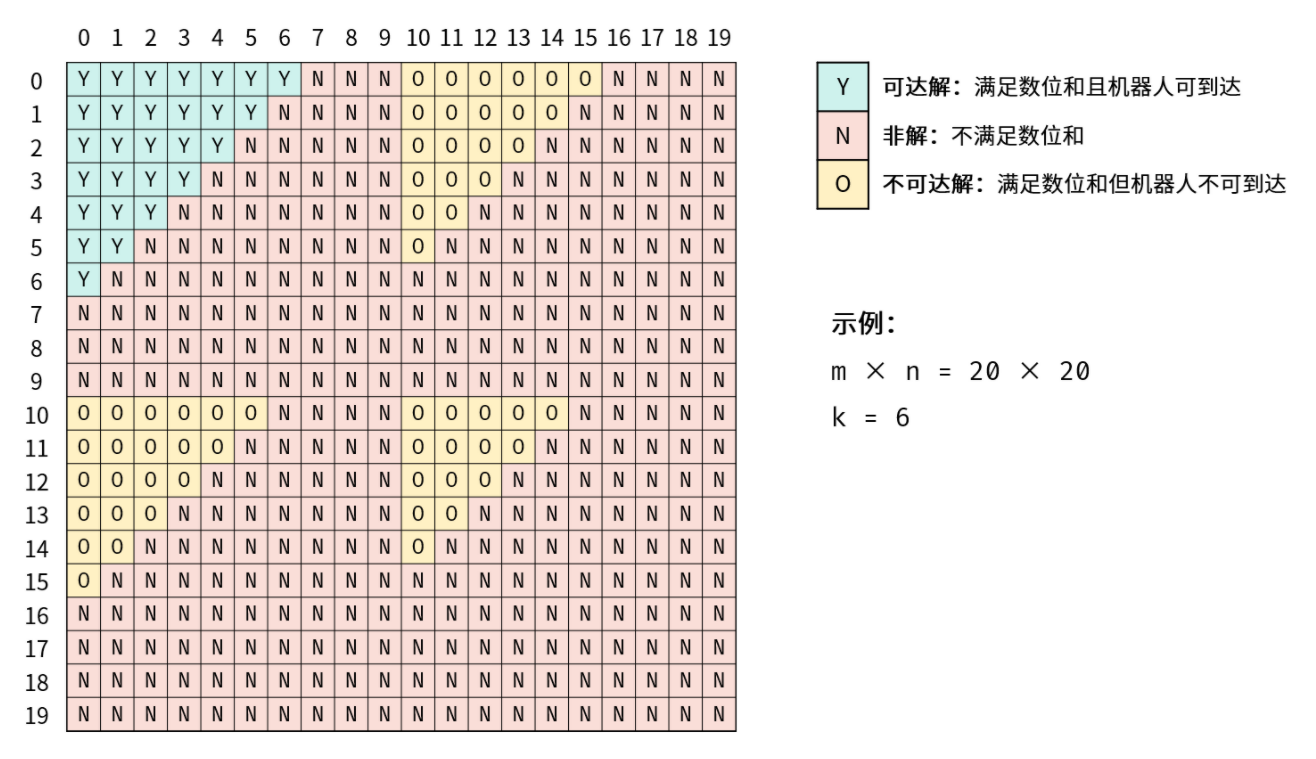 0 1 2 3 4 5 6 7 8 9 10 11 12 13 14 15 16 17 18 19
0 Y Y Y Y Y Y Y N N N O O O O O O N N N N
1 Y Y Y Y Y Y N N N N O O O O O N N N N N
2 Y Y Y Y Y N N N N N O O O O N N N N N N
3 Y Y Y Y N N N N N N O O O N N N N N N N
4 Y Y Y N N N N N N N O O N N N N N N N N
5 Y Y N N N N N N N N O N N N N N N N N N
6 Y N N N N N N N N N N N N N N N N N N N
7 N N N N N N N N N N N N N N N N N N N N
8 N N N N N N N N N N N N N N N N N N N N
9 N N N N N N N N N N N N N N N N N N N N
10 O O O O O O N N N N O O O O O N N N N N
11 O O O O O N N N N N O O O O N N N N N N
12 O O O O N N N N N N O O O N N N N N N N
13 O O O N N N N N N N O O N N N N N N N N
14 O O N N N N N N N N O N N N N N N N N N
15 O N N N N N N N N N N N N N N N N N N N
16 N N N N N N N N N N N N N N N N N N N N
17 N N N N N N N N N N N N N N N N N N N N
18 N N N N N N N N N N N N N N N N N N N N
19 N N N N N N N N N N N N N N N N N N N N
Y 可达解：满足数位和且机器人可到达
N 非解：不满足数位和
O 不可达解：满足数位和但机器人不可到达
示例：
m × n = 20 × 20
k = 6